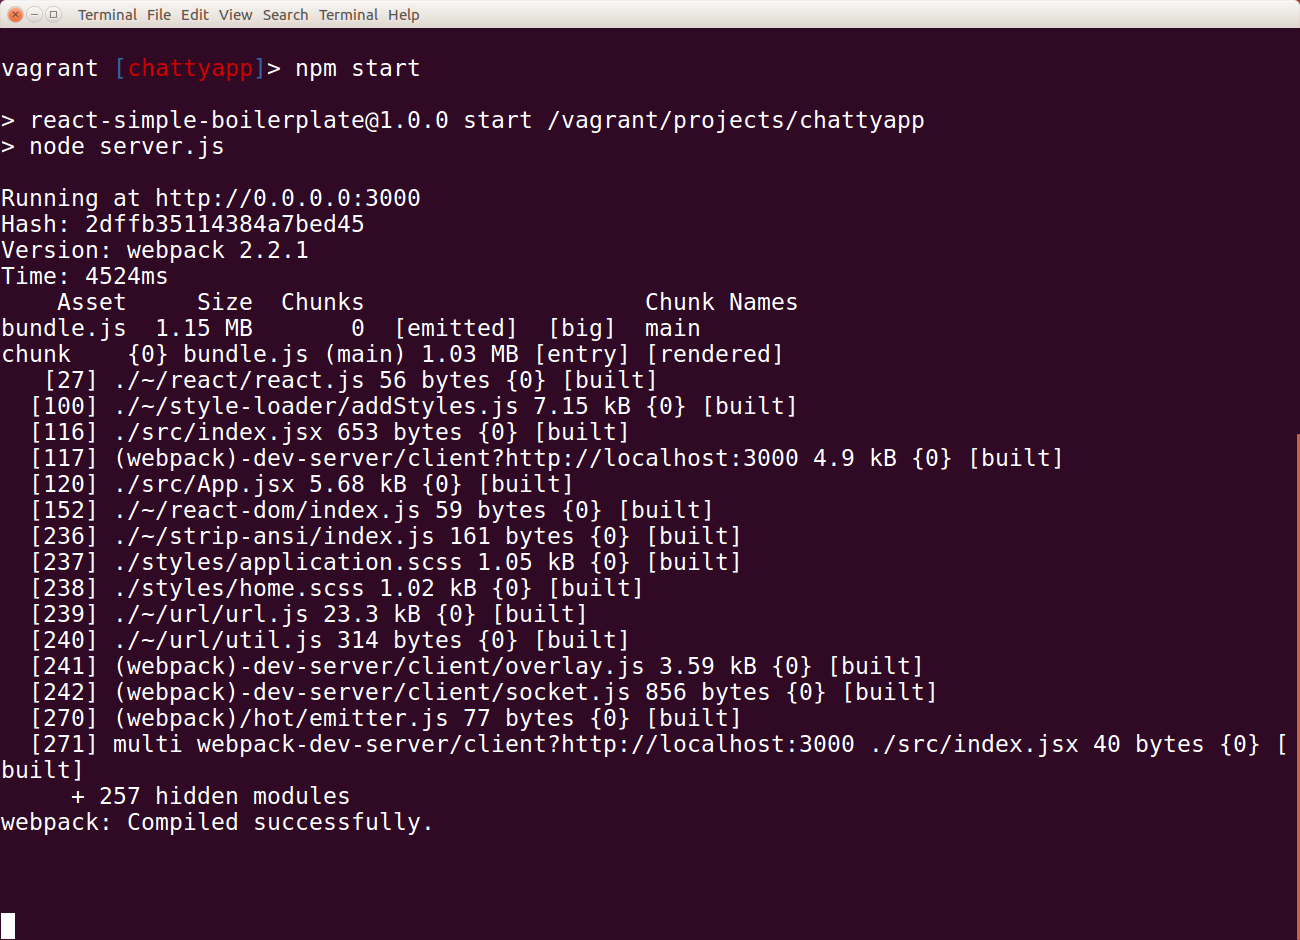 Terminal File Edit View Search Terminal Help
vagrant [chattyapp]> npm start
> react-simple-boilerplate@1.0.0 start /vagrant/projects/chattyapp
> node server.js
Running at http://0.0.0.0:3000
Hash: 2dffb35114384a7bed45
Version: webpack 2.2.1
Time: 4524ms
    Asset     Size  Chunks                    Chunk Names
bundle.js  1.15 MB       0  [emitted]  [big]  main
chunk    {0} bundle.js (main) 1.03 MB [entry] [rendered]
   [27] ./~/react/react.js 56 bytes {0} [built]
  [100] ./~/style-loader/addStyles.js 7.15 kB {0} [built]
  [116] ./src/index.jsx 653 bytes {0} [built]
  [117] (webpack)-dev-server/client?http://localhost:3000 4.9 kB {0} [built]
  [120] ./src/App.jsx 5.68 kB {0} [built]
  [152] ./~/react-dom/index.js 59 bytes {0} [built]
  [236] ./~/strip-ansi/index.js 161 bytes {0} [built]
  [237] ./styles/application.scss 1.05 kB {0} [built]
  [238] ./styles/home.scss 1.02 kB {0} [built]
  [239] ./~/url/url.js 23.3 kB {0} [built]
  [240] ./~/url/util.js 314 bytes {0} [built]
  [241] (webpack)-dev-server/client/overlay.js 3.59 kB {0} [built]
  [242] (webpack)-dev-server/client/socket.js 856 bytes {0} [built]
  [270] (webpack)/hot/emitter.js 77 bytes {0} [built]
  [271] multi webpack-dev-server/client?http://localhost:3000 ./src/index.jsx 40 bytes {0} [
built]
     + 257 hidden modules
webpack: Compiled successfully.